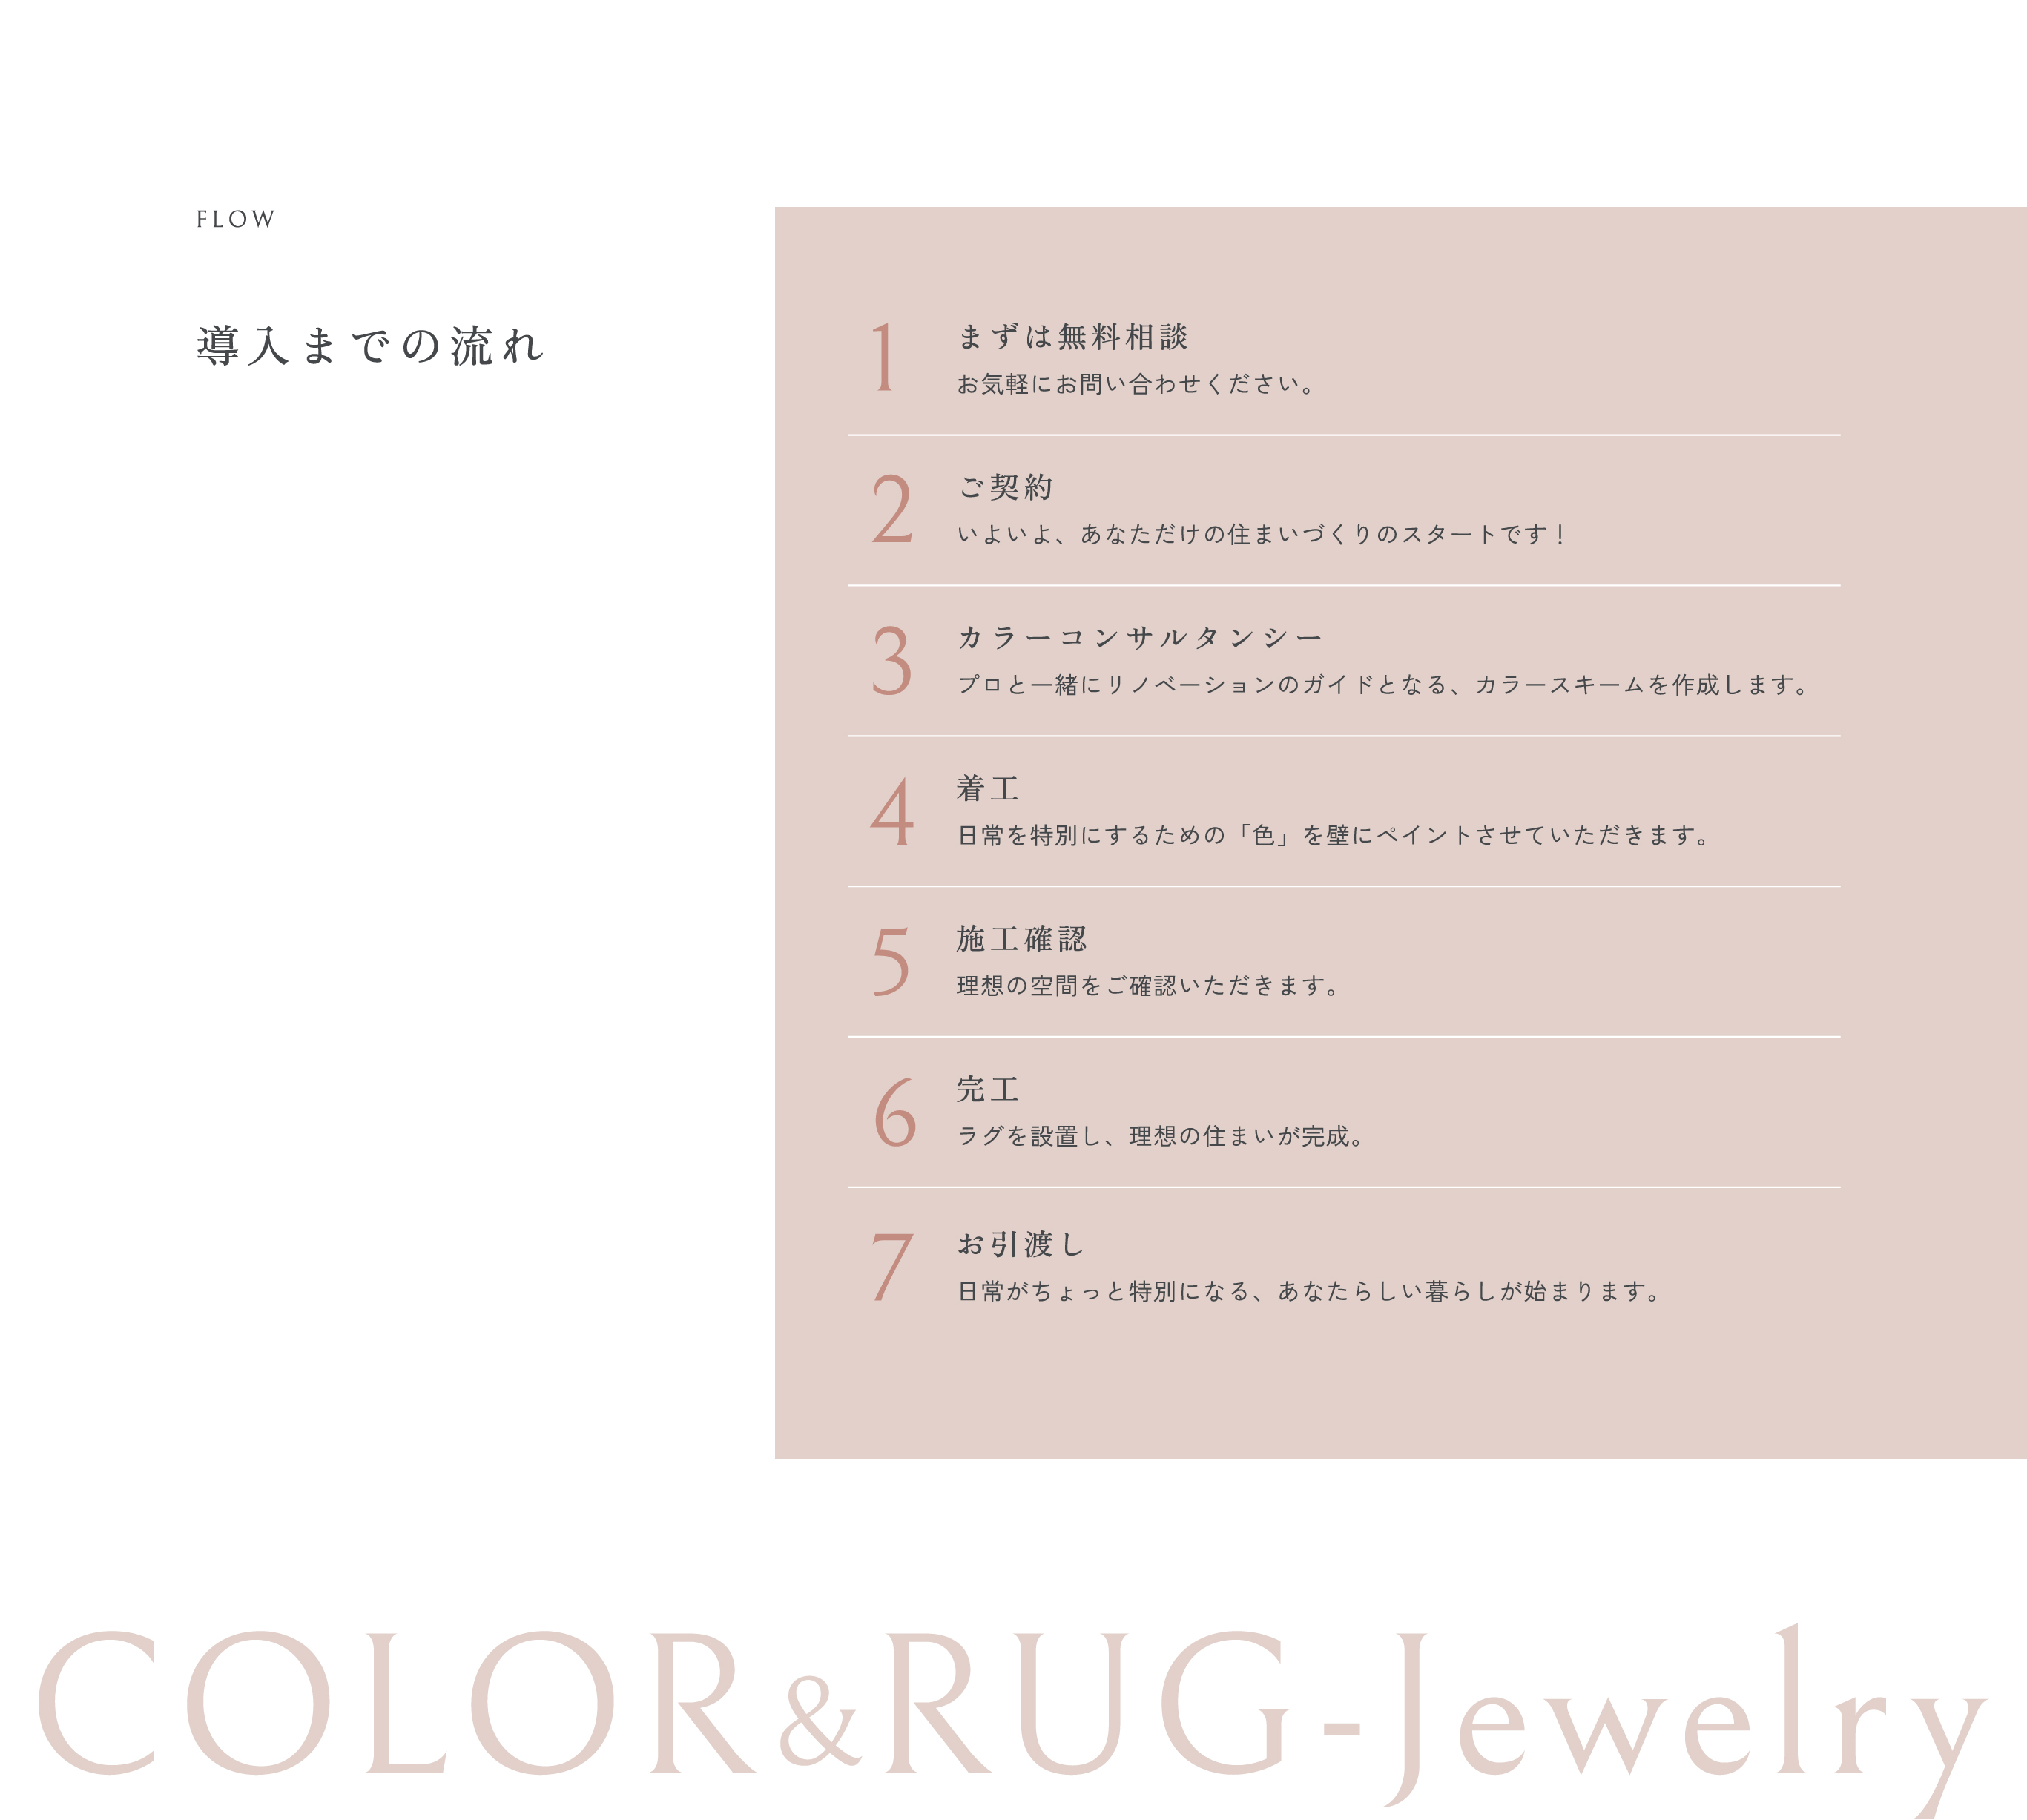 FLOW
導入までの流れ
1
まずは無料相談
お気軽にお問い合わせください。
2
ご契約
いよいよ、あなただけの住まいづくりのスタートです！
3
カラーコンサルタンシー
プロと一緒にリノベーションのガイドとなる、カラースキームを作成します。
4
着工
日常を特別にするための「色」を壁にペイントさせていただきます。
5
施工確認
理想の空間をご確認いただきます。
6
完工
ラグを設置し、理想の住まいが完成。
7
お引渡し
日常がちょっと特別になる、あなたらしい暮らしが始まります。
COLOR&RUG-Jewelry